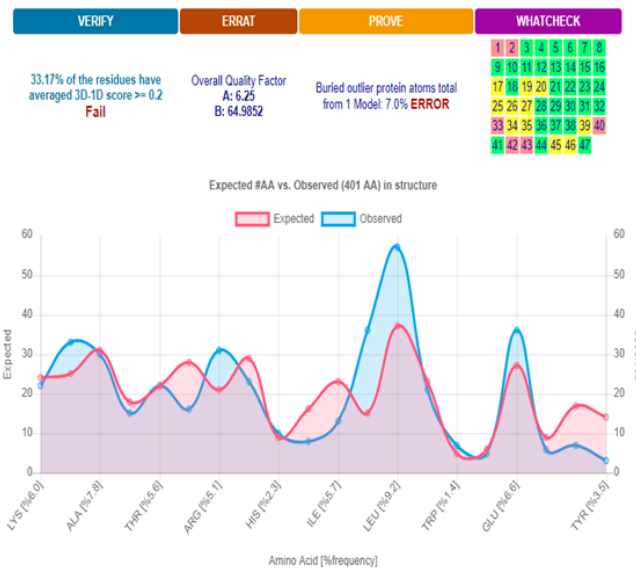 VERIFY ERRAT PROVE WHATCHECK
33.17% of the residues have
averaged 3D-1D score >= 0.2
Fail
Overall Quality Factor
A: 6.25
B: 64.9852
Buried outlier protein atoms total
from 1 Model: 7.0% ERROR
1 2 3 4 5 6 7 8
9 10 11 12 13 14 15 16
17 18 19 20 21 22 23 24
25 26 27 28 29 30 31 32
33 34 35 36 37 38 39 40
41 42 43 44 45 46 47
Expected #AA vs. Observed (401 AA) in structure
Expected Observed
60 60
50 50
40 40
30 30
20 20
10 10
0 0
Expected
LYS [%6.0] ALA [%7.8] THR [%5.6] ARG [%5.1] HIS [%2.3] ILE [%5.7] LEU [%9.2] TRP [%1.4] GLU [%6.6] TYR [%3.5]
Amino Acid [%frequency]